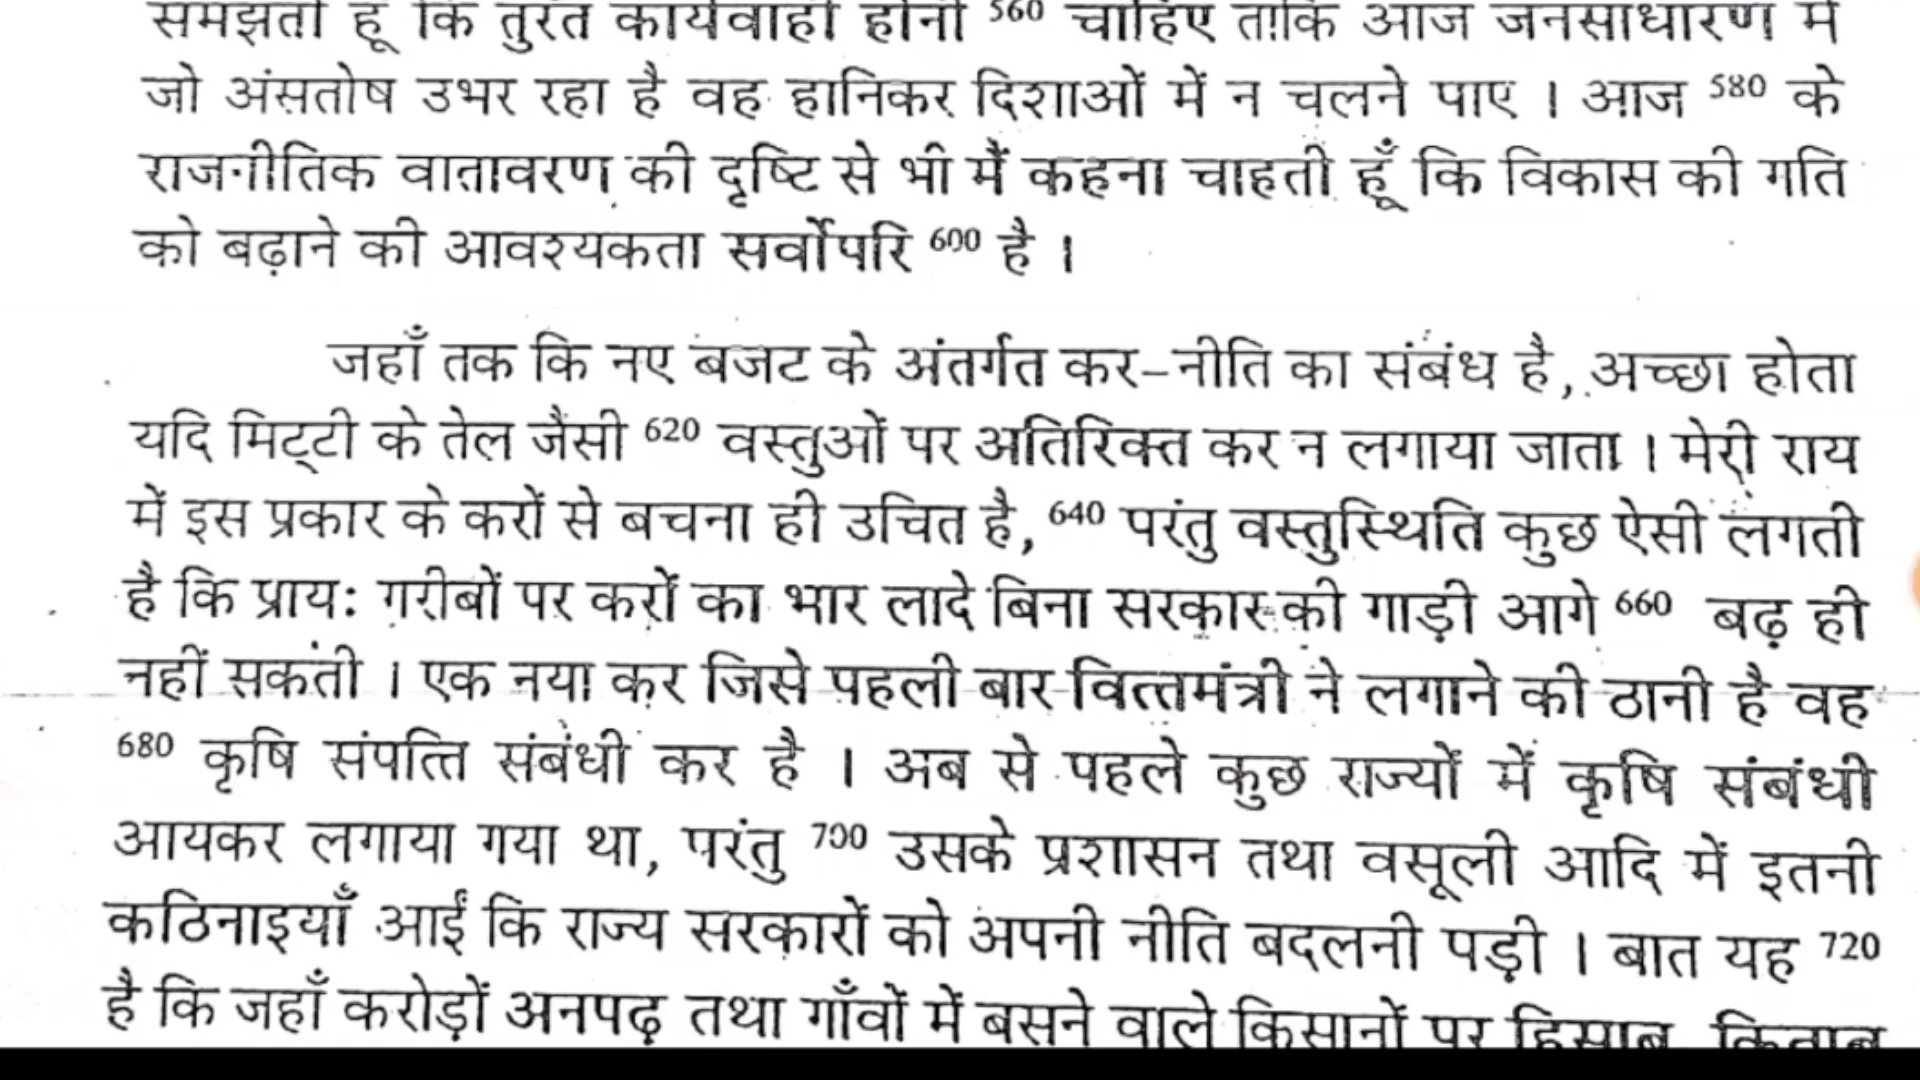 समझती हूँ कि तुरंत कार्यवाही होनी 560 चाहिए ताकि आज जनसाधारण में
जो अंसतोष उभर रहा है वह हानिकर दिशाओं में न चलने पाए । आज 580 के
राजनीतिक वातावरण की दृष्टि से भी मैं कहना चाहती हूँ कि विकास की गति
को बढ़ाने की आवश्यकता सर्वोपरि 600 है ।
जहाँ तक कि नए बजट के अंतर्गत कर-नीति का संबंध है, अच्छा होता
यदि मिट्टी के तेल जैसी 620 वस्तुओं पर अतिरिक्त कर न लगाया जाता । मेरी राय
में इस प्रकार के करों से बचना ही उचित है, 640 परंतु वस्तुस्थिति कुछ ऐसी लगती
है कि प्राय: गरीबों पर करों का भार लादे बिना सरकार की गाड़ी आगे 660 बढ़ ही
नहीं सकती । एक नया कर जिसे पहली बार वित्तमंत्री ने लगाने की ठानी है वह
680 कृषि संपत्ति संबंधी कर है । अब से पहले कुछ राज्यों में कृषि संबंधी
आयकर लगाया गया था, परंतु 700 उसके प्रशासन तथा वसूली आदि में इतनी
कठिनाइयाँ आईं कि राज्य सरकारों को अपनी नीति बदलनी पड़ी । बात यह 720
है कि जहाँ करोड़ों अनपढ़ तथा गाँवों में बसने वाले किसानों पर हिसाब किताब